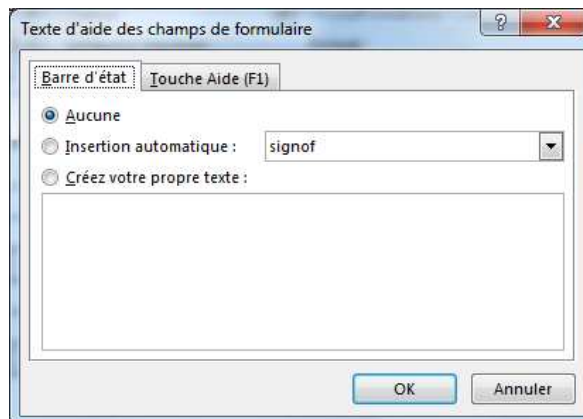 Texte d'aide des champs de formulaire
Barre d'état Touche Aide (F1)
Aucune
Insertion automatique : signof
Créez votre propre texte :
OK Annuler